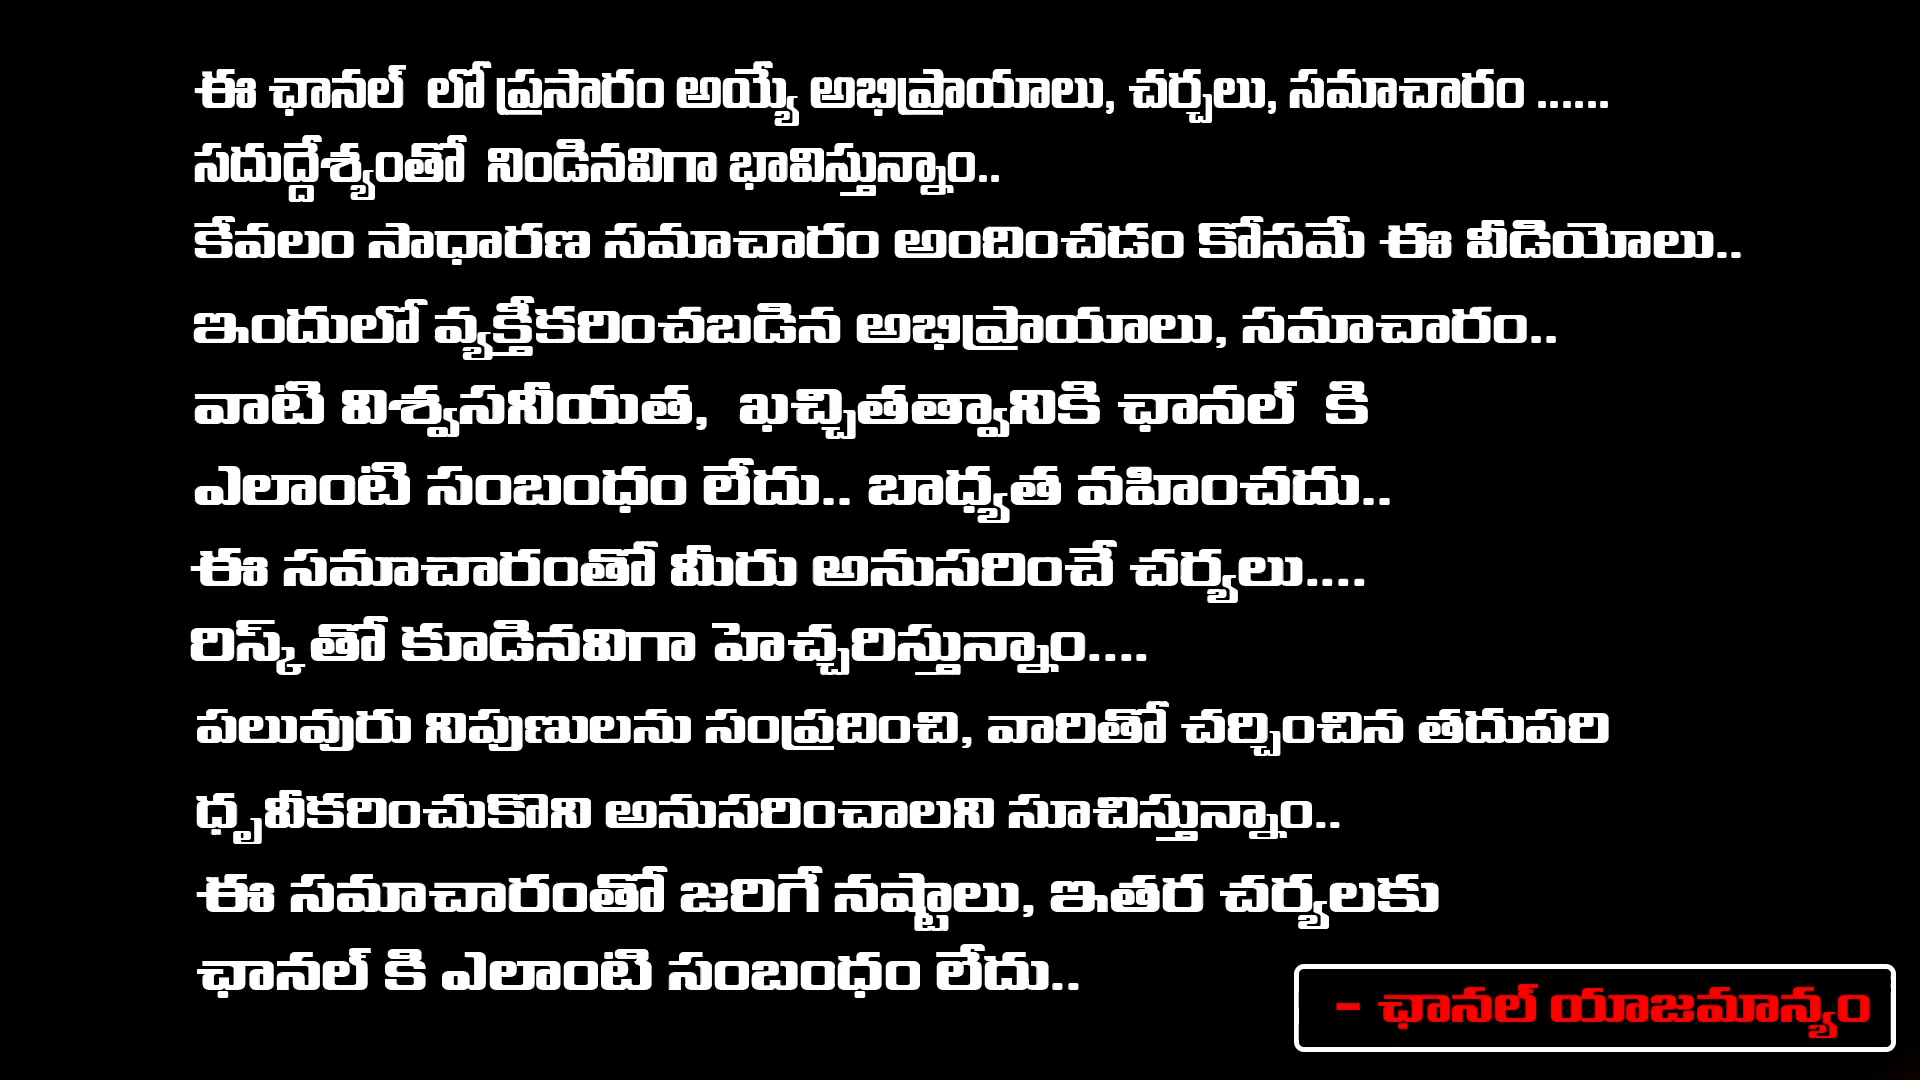 ఈ ఛానల్ లో ప్రసారం అయ్యే అభిప్రాయాలు, చర్చలు, సమాచారం ......
సదుద్దేశ్యంతో నిండినవిగా భావిస్తున్నాం..
కేవలం సాధారణ సమాచారం అందించడం కోసమే ఈ వీడియోలు..
ఇందులో వ్యక్తీకరించబడిన అభిప్రాయాలు, సమాచారం..
వాటి విశ్వసనీయత, ఖచ్చితత్వానికి ఛానల్ కి
ఎలాంటి సంబంధం లేదు.. బాధ్యత వహించదు..
ఈ సమాచారంతో మీరు అనుసరించే చర్యలు....
రిస్క్ తో కూడినవిగా హెచ్చరిస్తున్నాం....
పలువురు నిపుణులను సంప్రదించి, వారితో చర్చించిన తదుపరి
ధృవీకరించుకొని అనుసరించాలని సూచిస్తున్నాం..
ఈ సమాచారంతో జరిగే నష్టాలు, ఇతర చర్యలకు
ఛానల్ కి ఎలాంటి సంబంధం లేదు..
- ఛానల్ యాజమాన్యం